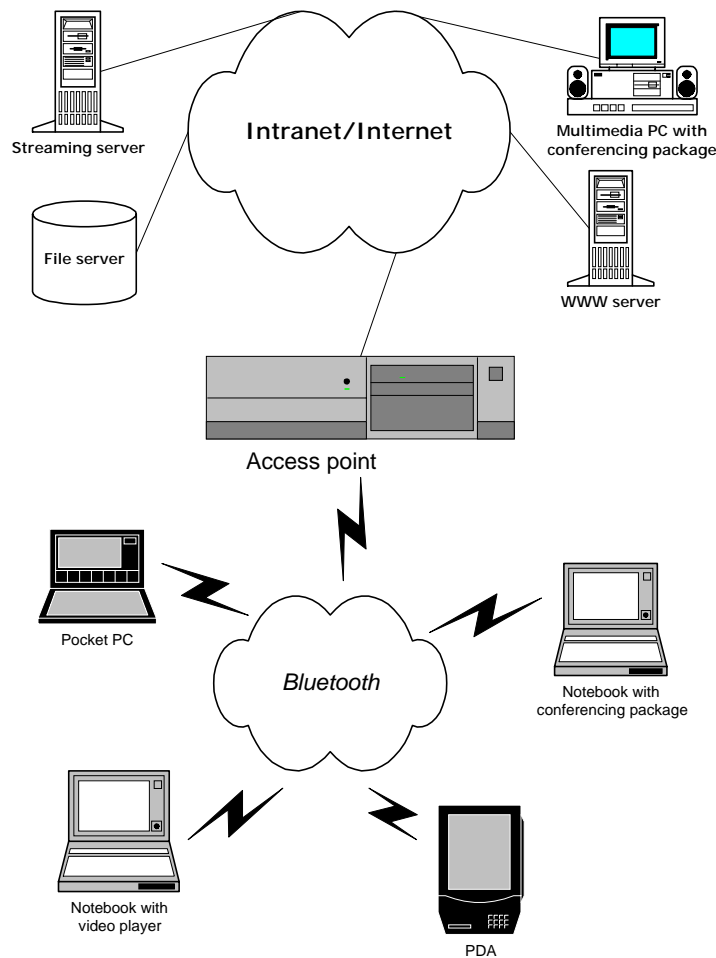 Intranet/Internet
Streaming server
Multimedia PC with
conferencing package
File server
WWW server
Access point
Pocket PC
Bluetooth
Notebook with
conferencing package
Notebook with
video player
PDA